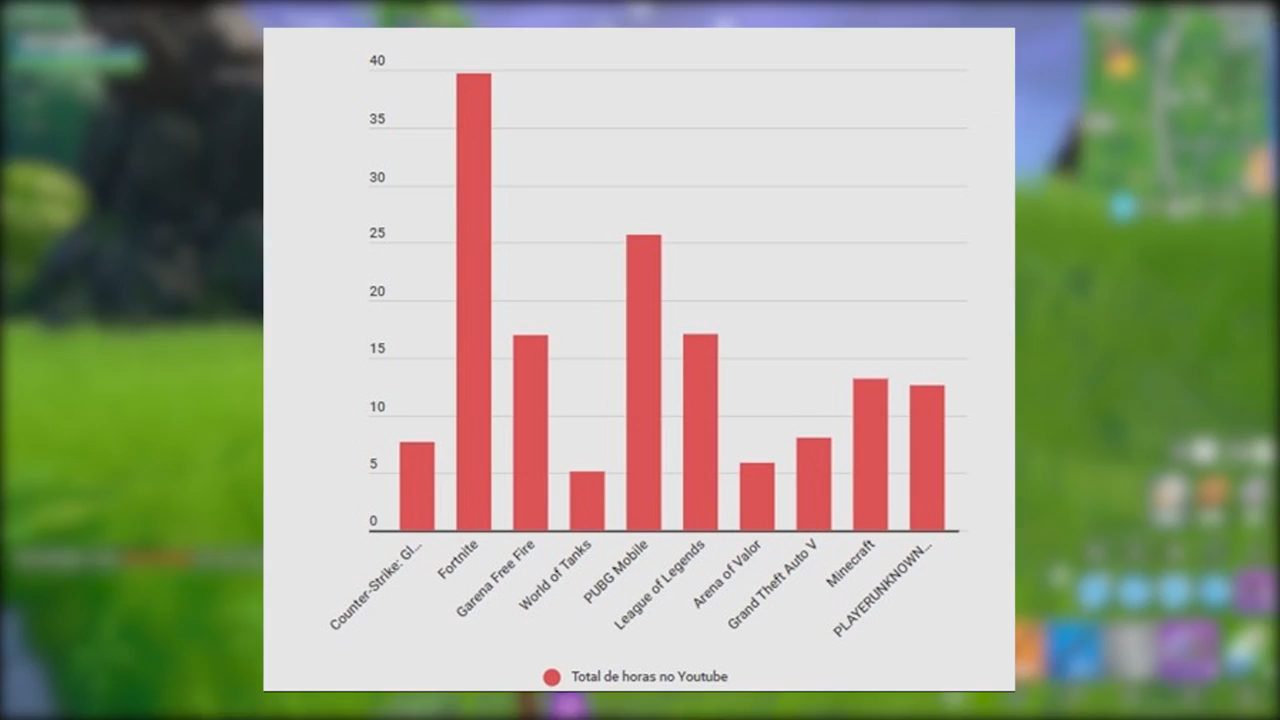 40
35
30
25
20
15
10
5
0
Counter-Strike: Gl...
Fortnite
Garena Free Fire
World of Tanks
PUBG Mobile
League of Legends
Arena of Valor
Grand Theft Auto V
Minecraft
PLAYERUNKNOWN...
Total de horas no Youtube